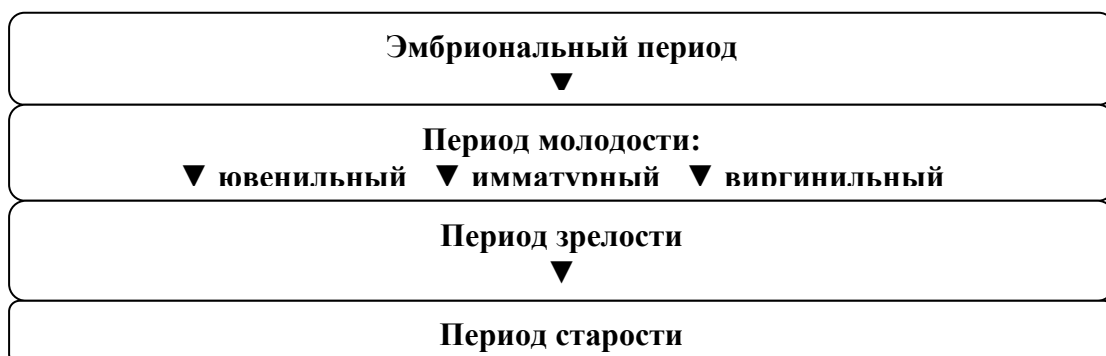 Эмбриональный период
▼
Период молодости:
▼ ювенильный ▼ имматурный ▼ виргинильный
Период зрелости
▼
Период старости